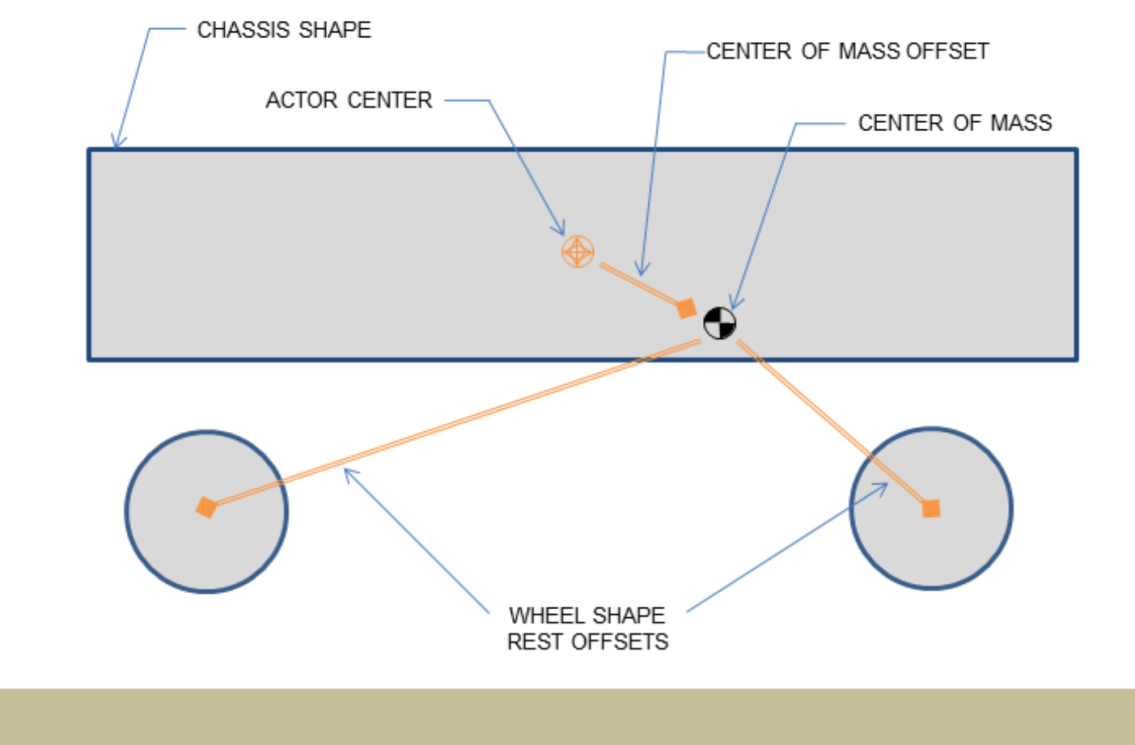 CHASSIS SHAPE
CENTER OF MASS OFFSET
ACTOR CENTER
CENTER OF MASS
WHEEL SHAPE
REST OFFSETS